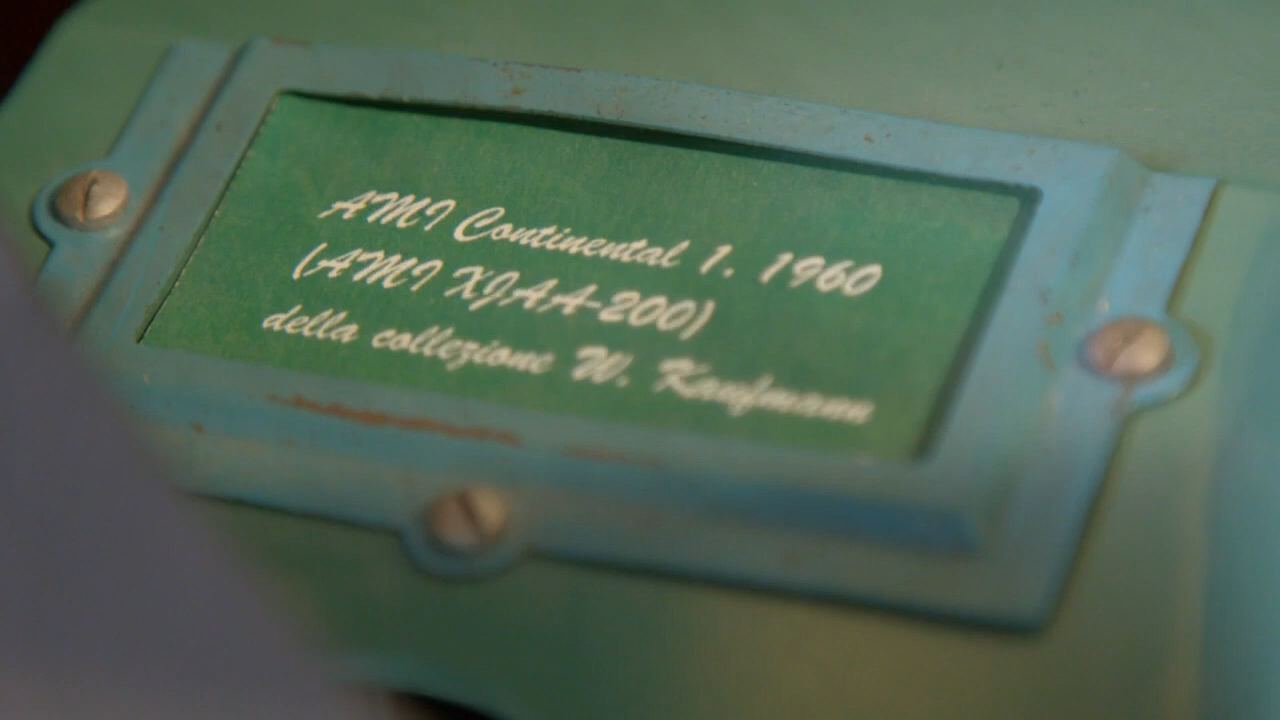 AMI Continental 1. 1960
(AMI XJAA-200)
della collezione W. Kaufmann